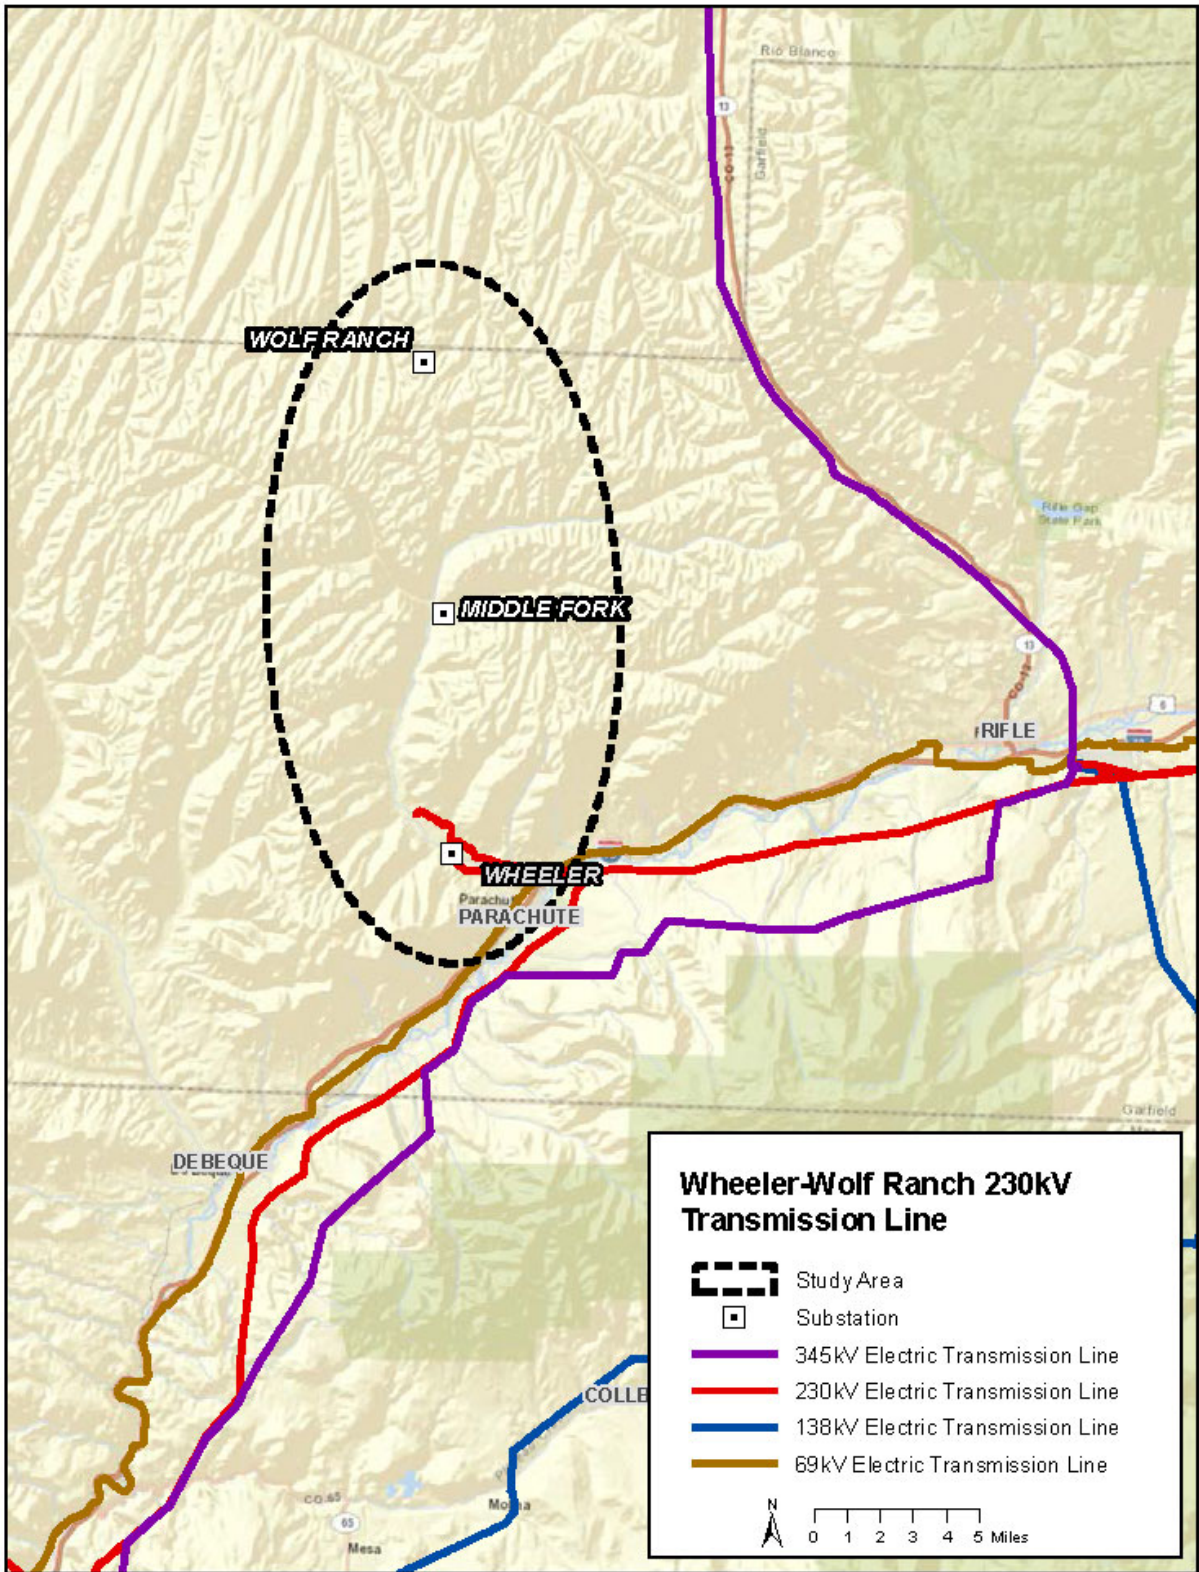 Rio Blanco
13
CO-13
Garfield
WOLF RANCH
Rifle Gap
State Park
MIDDLE FORK
13
CO-13
6
RIFLE
WHEELER
Parachute
PARACHUTE
Garfield
DEBEQUE
COLLB
CO-65
65
Mesa
Molina
Wheeler-Wolf Ranch 230kV
Transmission Line
Study Area
Substation
345kV Electric Transmission Line
230kV Electric Transmission Line
138kV Electric Transmission Line
69kV Electric Transmission Line
N
0 1 2 3 4 5 Miles